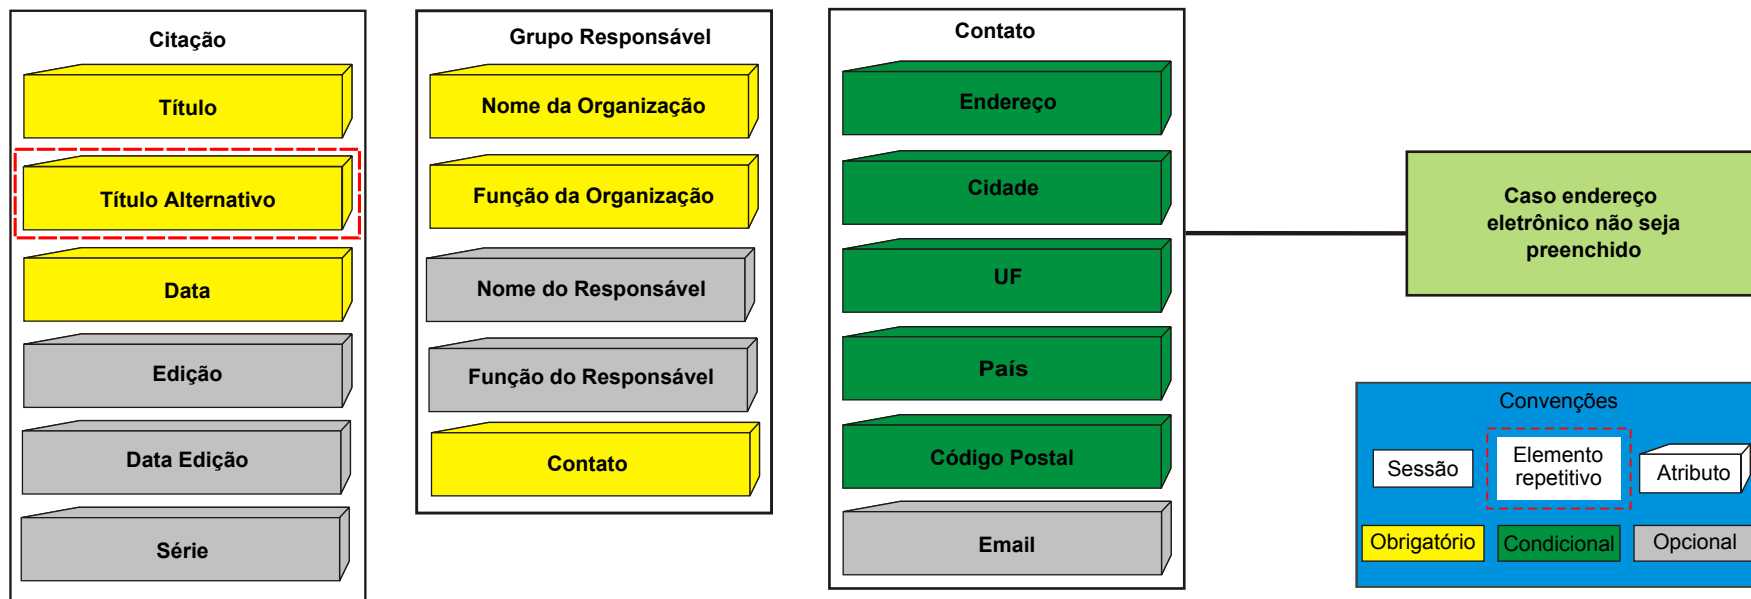 Citação
Título
Título Alternativo
Data
Edição
Data Edição
Série
Grupo Responsável
Nome da Organização
Função da Organização
Nome do Responsável
Função do Responsável
Contato
Contato
Endereço
Cidade
UF
País
Código Postal
Email
Caso endereço
eletrônico não seja
preenchido
Convenções
Sessão
Elemento
repetitivo
Atributo
Obrigatório
Condicional
Opcional